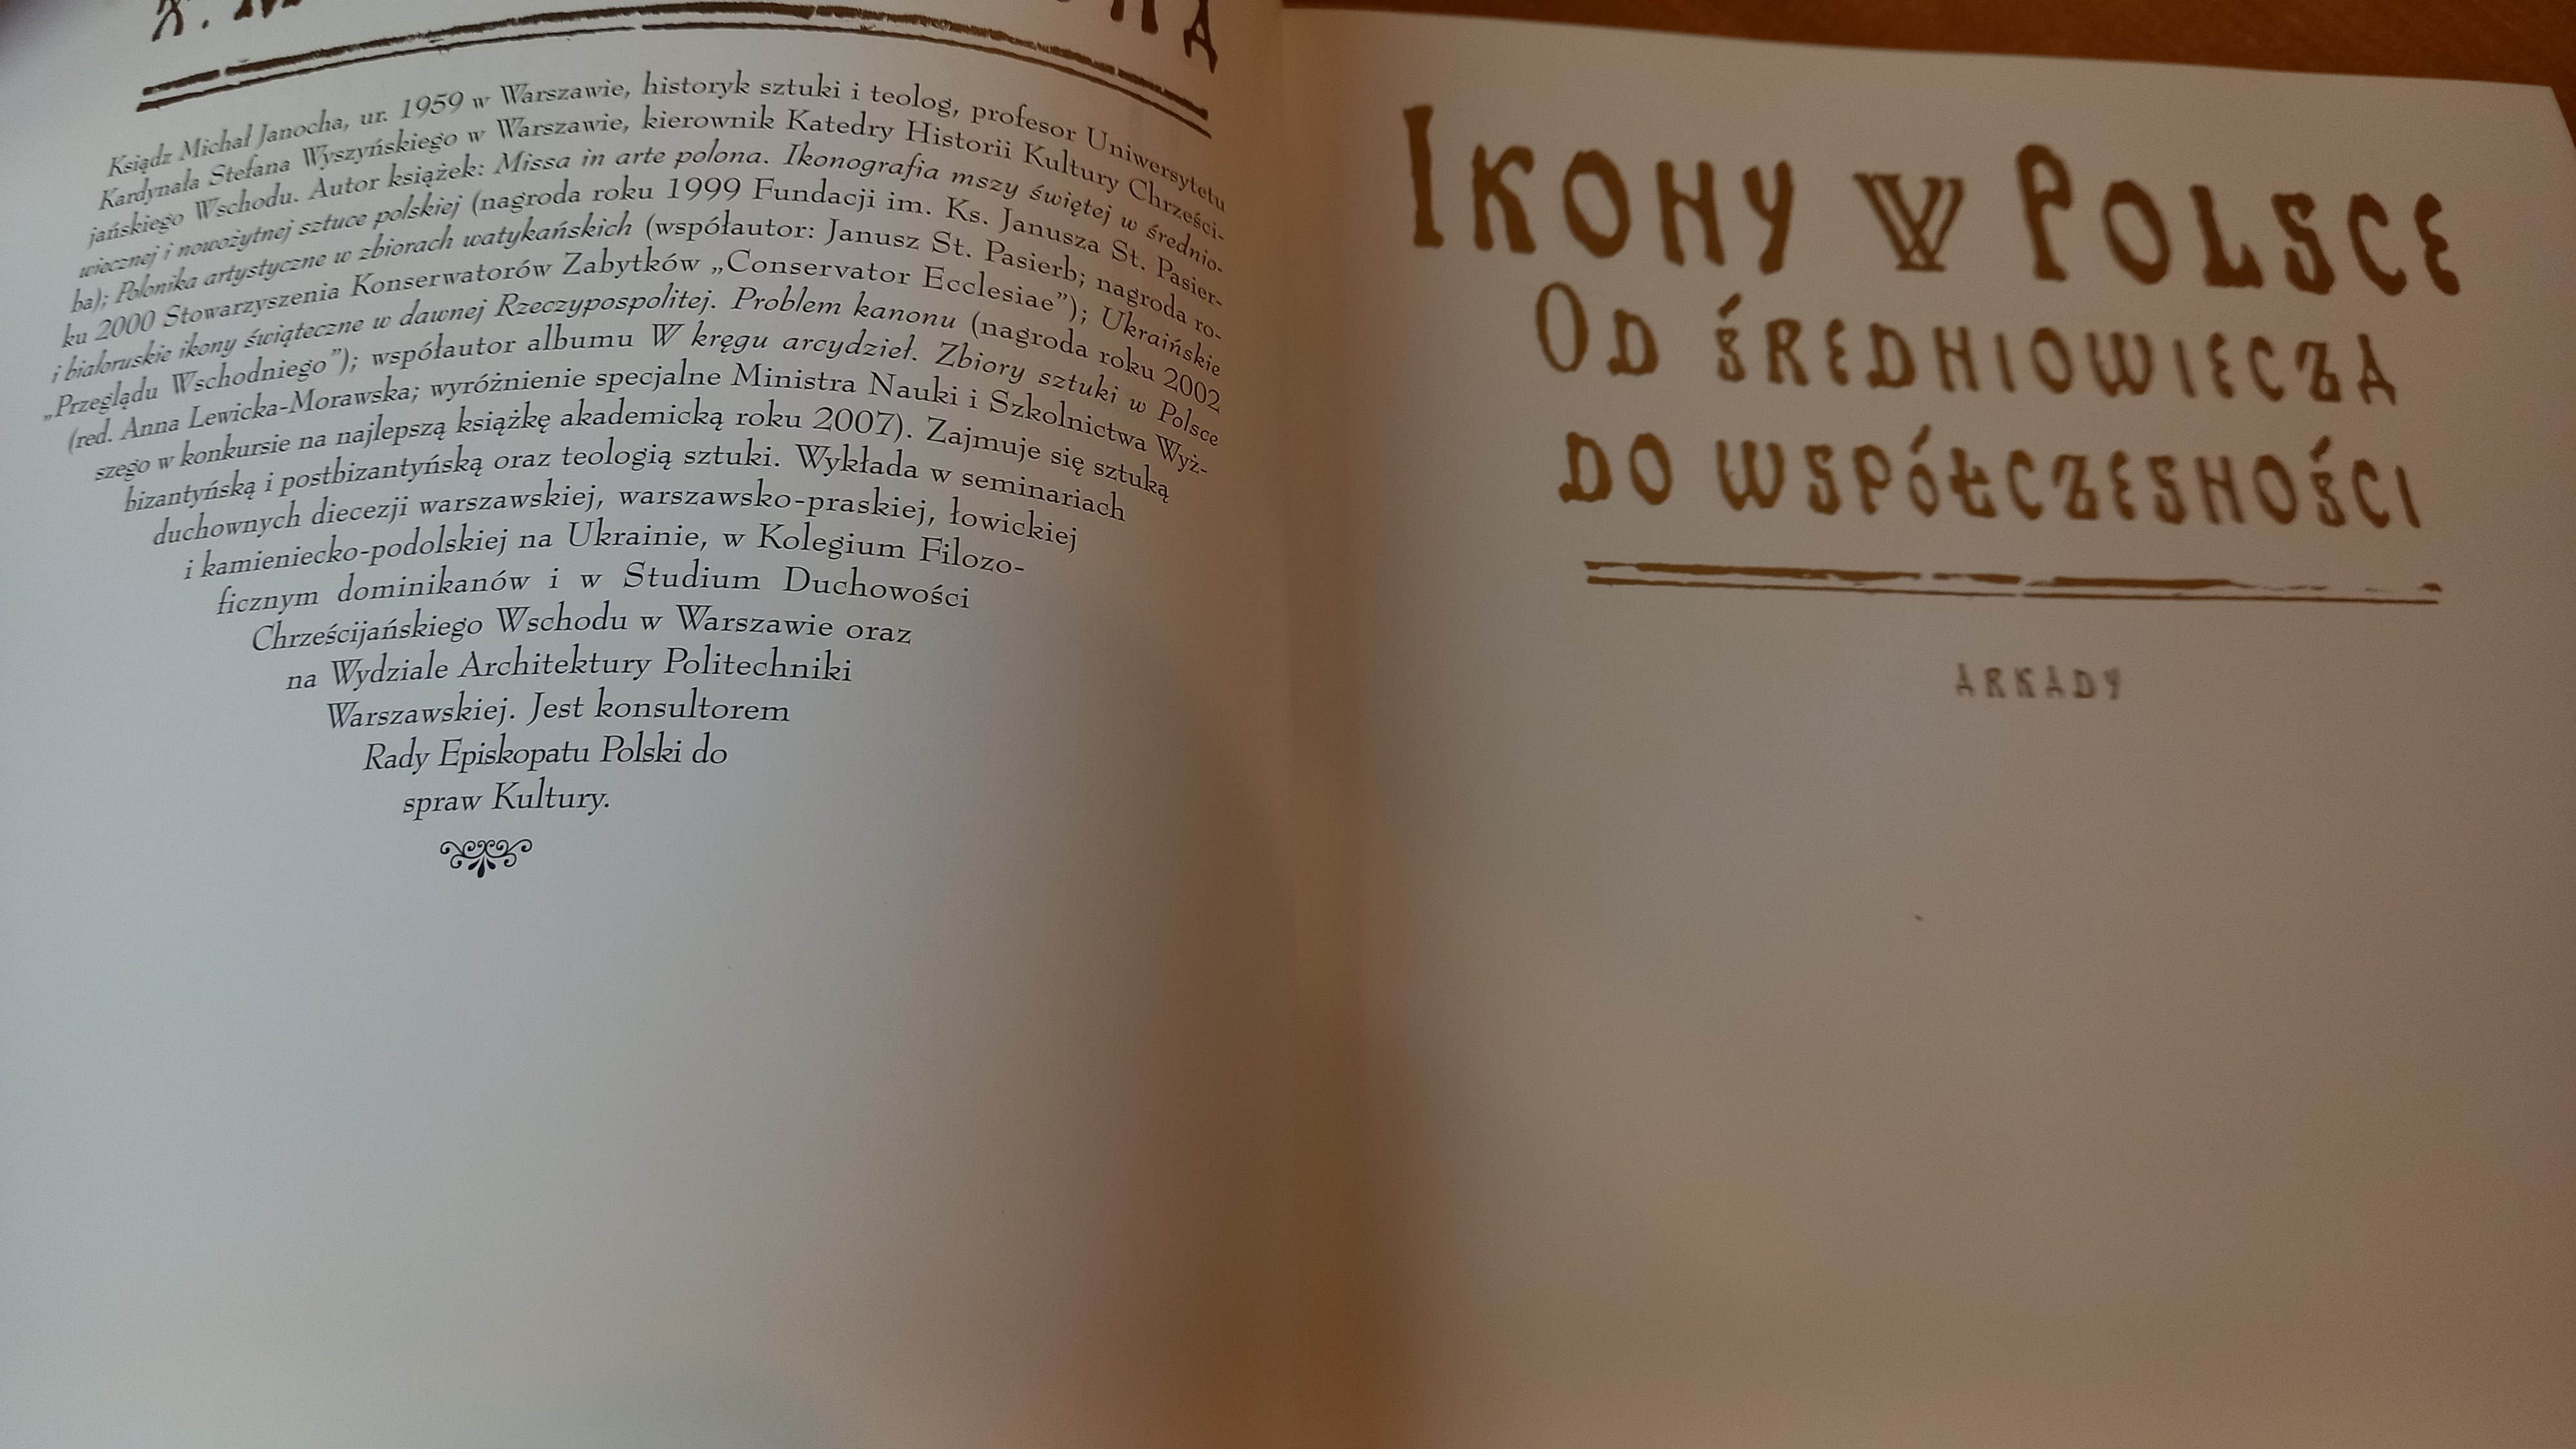 Ksiądz Michał Janocha, ur. 1959 w Warszawie, historyk sztuki i teolog, profesor Uniwersytetu
Kardynała Stefana Wyszyńskiego w Warszawie, kierownik Katedry Historii Kultury Chrześci-
jańskiego Wschodu. Autor książek: Missa in arte polona. Ikonografia mszy świętej w średnio-
wiecznej i nowożytnej sztuce polskiej (nagroda roku 1999 Fundacji im. Ks. Janusza St. Pasier-
ba); Polonika artystyczne w zbiorach watykańskich (współautor: Janusz St. Pasierb; nagroda ro-
ku 2000 Stowarzyszenia Konserwatorów Zabytków „Conservator Ecclesiae”); Ukraińskie
i białoruskie ikony świąteczne w dawnej Rzeczypospolitej. Problem kanonu (nagroda roku 2002
„Przeglądu Wschodniego”); współautor albumu W kręgu arcydzieł. Zbiory sztuki w Polsce
(red. Anna Lewicka-Morawska; wyróżnienie specjalne Ministra Nauki i Szkolnictwa Wyż-
szego w konkursie na najlepszą książkę akademicką roku 2007). Zajmuje się sztuką
bizantyńską i postbizantyńską oraz teologią sztuki. Wykłada w seminariach
duchownych diecezji warszawskiej, warszawsko-praskiej, łowickiej
i kamieniecko-podolskiej na Ukrainie, w Kolegium Filozo-
ficznym dominikanów i w Studium Duchowości
Chrześcijańskiego Wschodu w Warszawie oraz
na Wydziale Architektury Politechniki
Warszawskiej. Jest konsultorem
Rady Episkopatu Polski do
spraw Kultury.
IKONY W POLSCE
OD ŚREDNIOWIECZA
DO WSPÓŁCZESNOŚCI
ARKADY